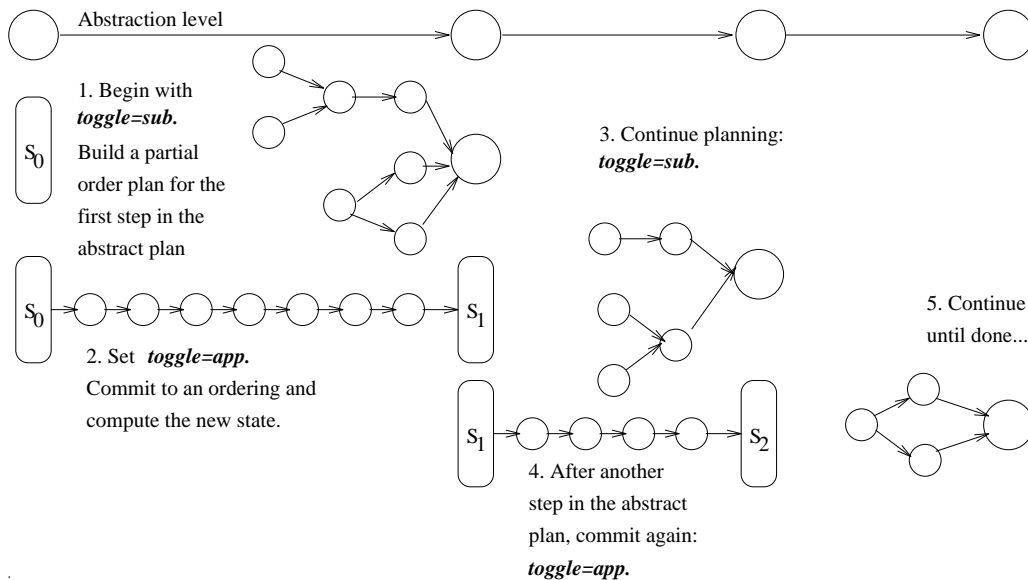 Abstraction level
1. Begin with
toggle=sub.
Build a partial
order plan for the
first step in the
abstract plan
S0
3. Continue planning:
toggle=sub.
S0
S1
2. Set toggle=app.
Commit to an ordering and
compute the new state.
5. Continue
until done...
S1
S2
4. After another
step in the abstract
plan, commit again:
toggle=app.